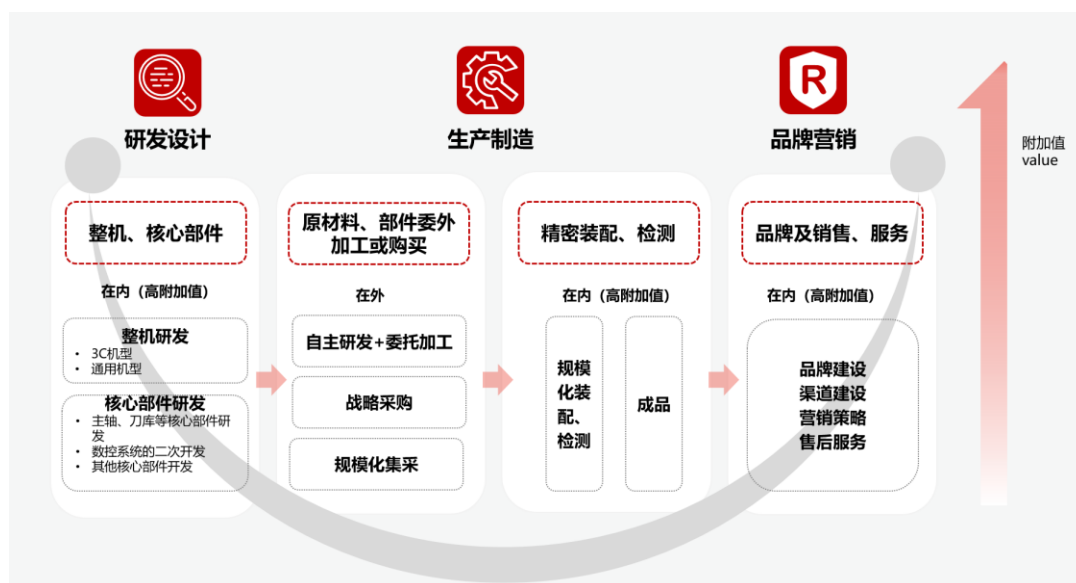 研发设计
生产制造
R
品牌营销
附加值
value
整机、核心部件
在内（高附加值）
整机研发
• 3C机型
• 通用机型
核心部件研发
• 主轴、刀库等核心部件研
发
• 数控系统的二次开发
• 其他核心部件开发
原材料、部件委外
加工或购买
在外
自主研发+委托加工
战略采购
规模化集采
精密装配、检测
在内（高附加值）
规模
化装
配、
检测
成品
品牌及销售、服务
在内（高附加值）
品牌建设
渠道建设
营销策略
售后服务